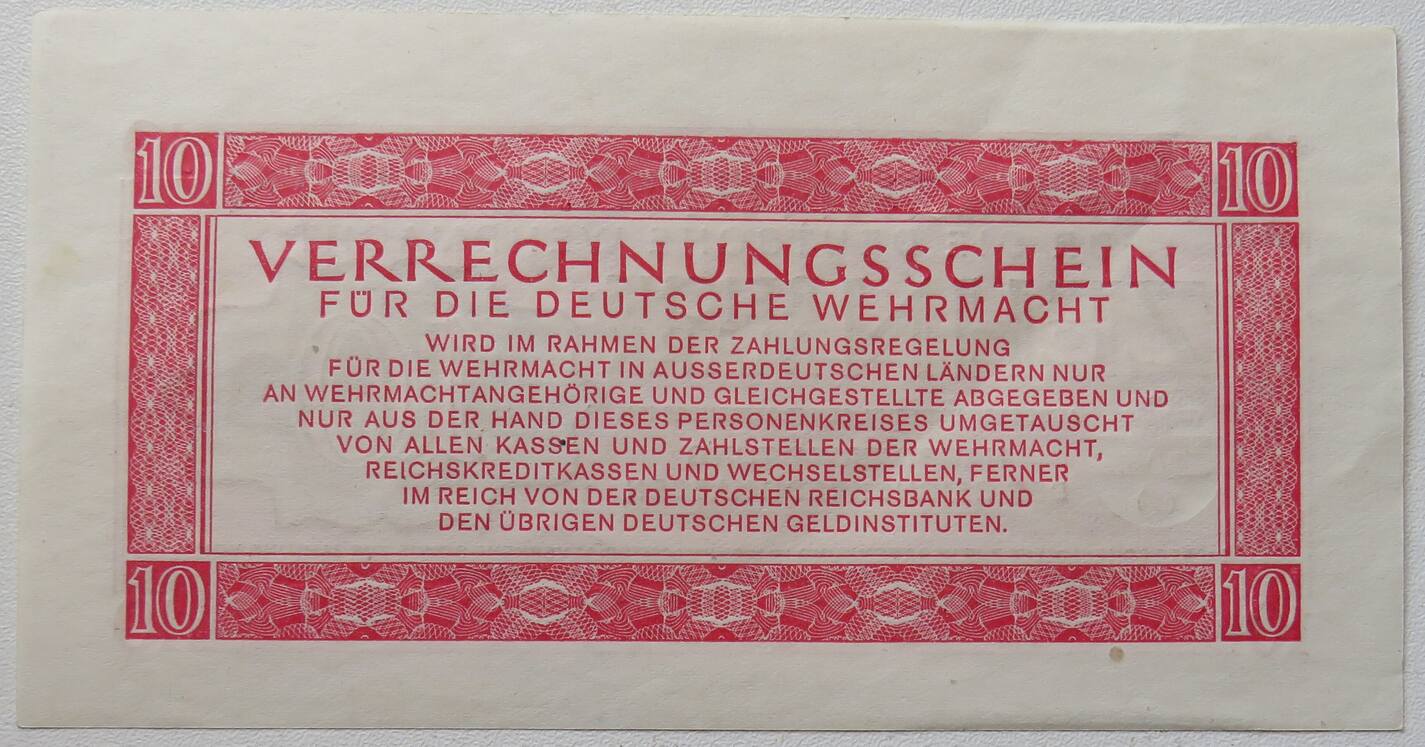 10 10
VERRECHNUNGSSCHEIN
FÜR DIE DEUTSCHE WEHRMACHT
WIRD IM RAHMEN DER ZAHLUNGSREGELUNG
FÜR DIE WEHRMACHT IN AUSSERDEUTSCHEN LÄNDERN NUR
AN WEHRMACHTANGEHÖRIGE UND GLEICHGESTELLTE ABGEGEBEN UND
NUR AUS DER HAND DIESES PERSONENKREISES UMGETAUSCHT
VON ALLEN KASSEN UND ZAHLSTELLEN DER WEHRMACHT,
REICHSKREDITKASSEN UND WECHSELSTELLEN, FERNER
IM REICH VON DER DEUTSCHEN REICHSBANK UND
DEN ÜBRIGEN DEUTSCHEN GELDINSTITUTEN.
10 10